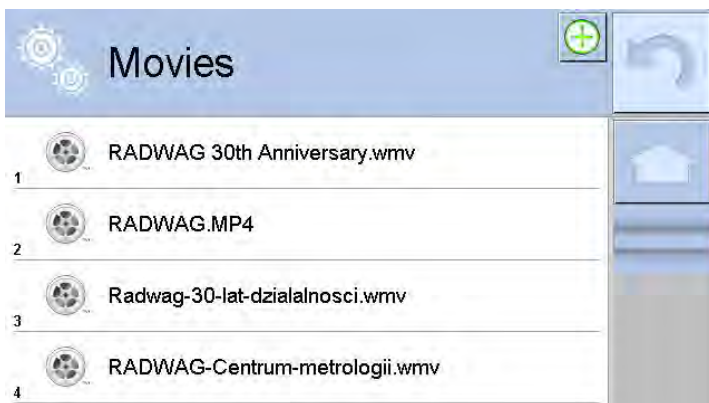 Movies
RADWAG 30th Anniversary.wmv
1
RADWAG.MP4
2
Radwag-30-lat-dzialalnosci.wmv
3
RADWAG-Centrum-metrologii.wmv
4